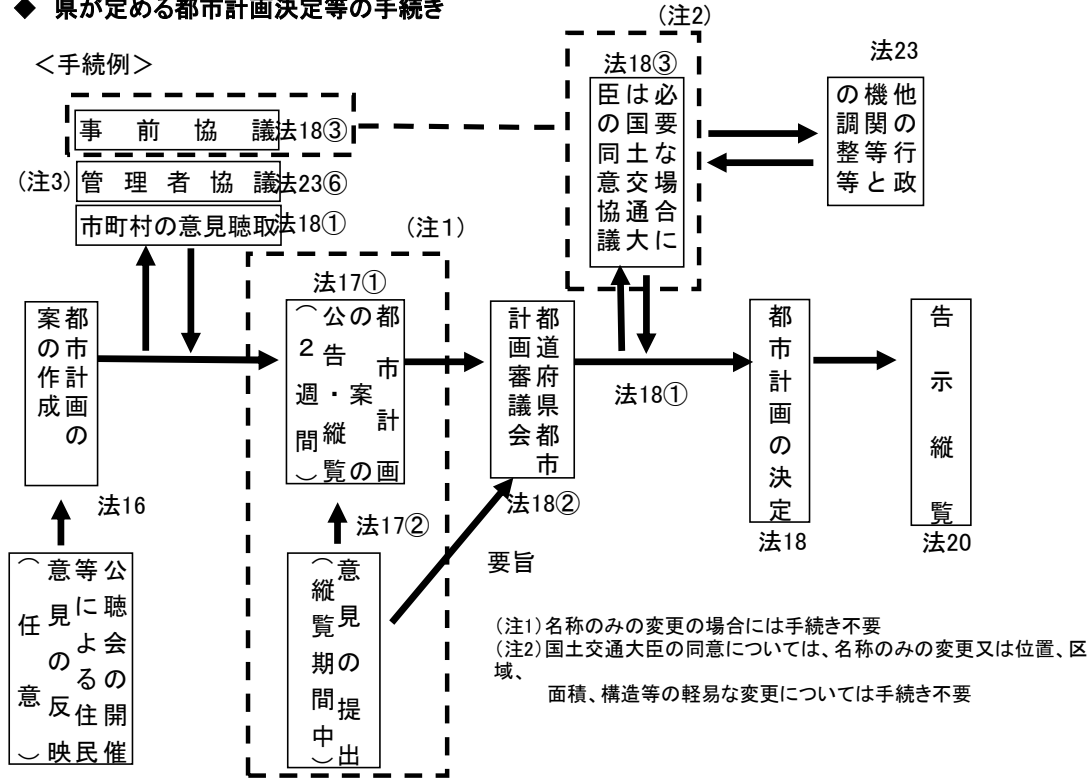 ◆ 県が定める都市計画決定等の手続き
(注2)
＜手続例＞
法18③
法23
事前協議法18③
(注3)
管理者協議法23⑥
市町村の意見聴取法18①
必要な場合に
は国土交通大
臣の同意協議
他の行政
機関等と
の調整等
(注1)
法17①
都市計画の
案の作成
都市計画
の案の
公告・縦覧
（2週間）
都道府県都市
計画審議会
法18①
都市計画の決定
告示縦覧
法16
法17②
法18②
法18
法20
公聴会の開催
等による住民
意見の反映
（任意）
意見の提出
（縦覧期間中）
要旨
(注1)名称のみの変更の場合には手続き不要
(注2)国土交通大臣の同意については、名称のみの変更又は位置、区
域、
面積、構造等の軽易な変更については手続き不要